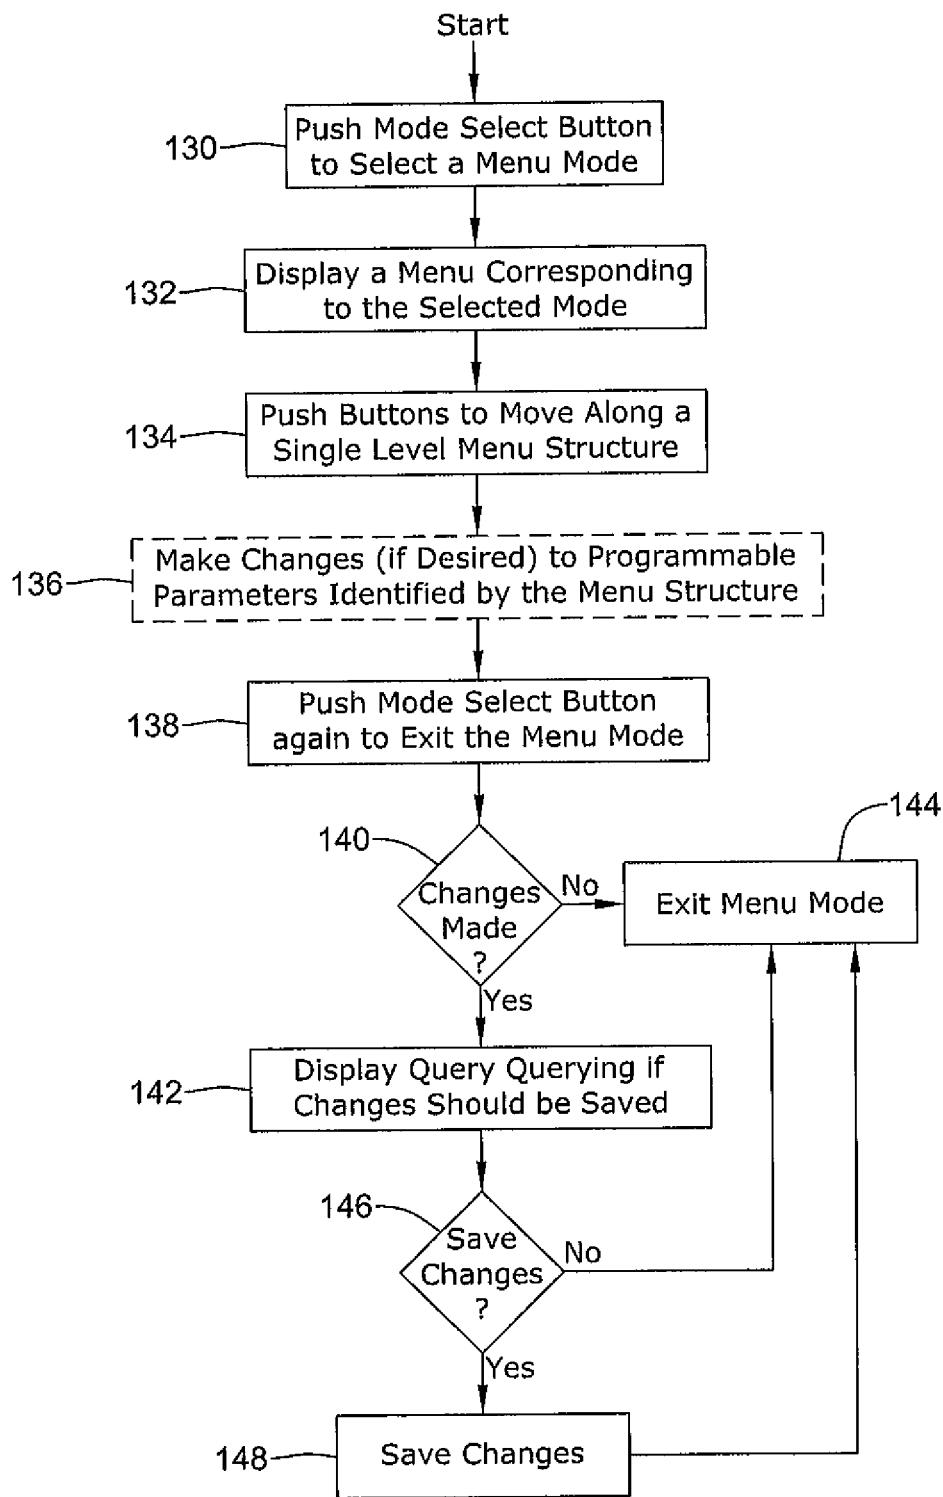 Start
130
Push Mode Select Button
to Select a Menu Mode
132
Display a Menu Corresponding
to the Selected Mode
134
Push Buttons to Move Along a
Single Level Menu Structure
136
Make Changes (if Desired) to Programmable
Parameters Identified by the Menu Structure
138
Push Mode Select Button
again to Exit the Menu Mode
140
Changes
Made
?
No
144
Exit Menu Mode
Yes
142
Display Query Querying if
Changes Should be Saved
146
Save
Changes
?
No
Yes
148
Save Changes